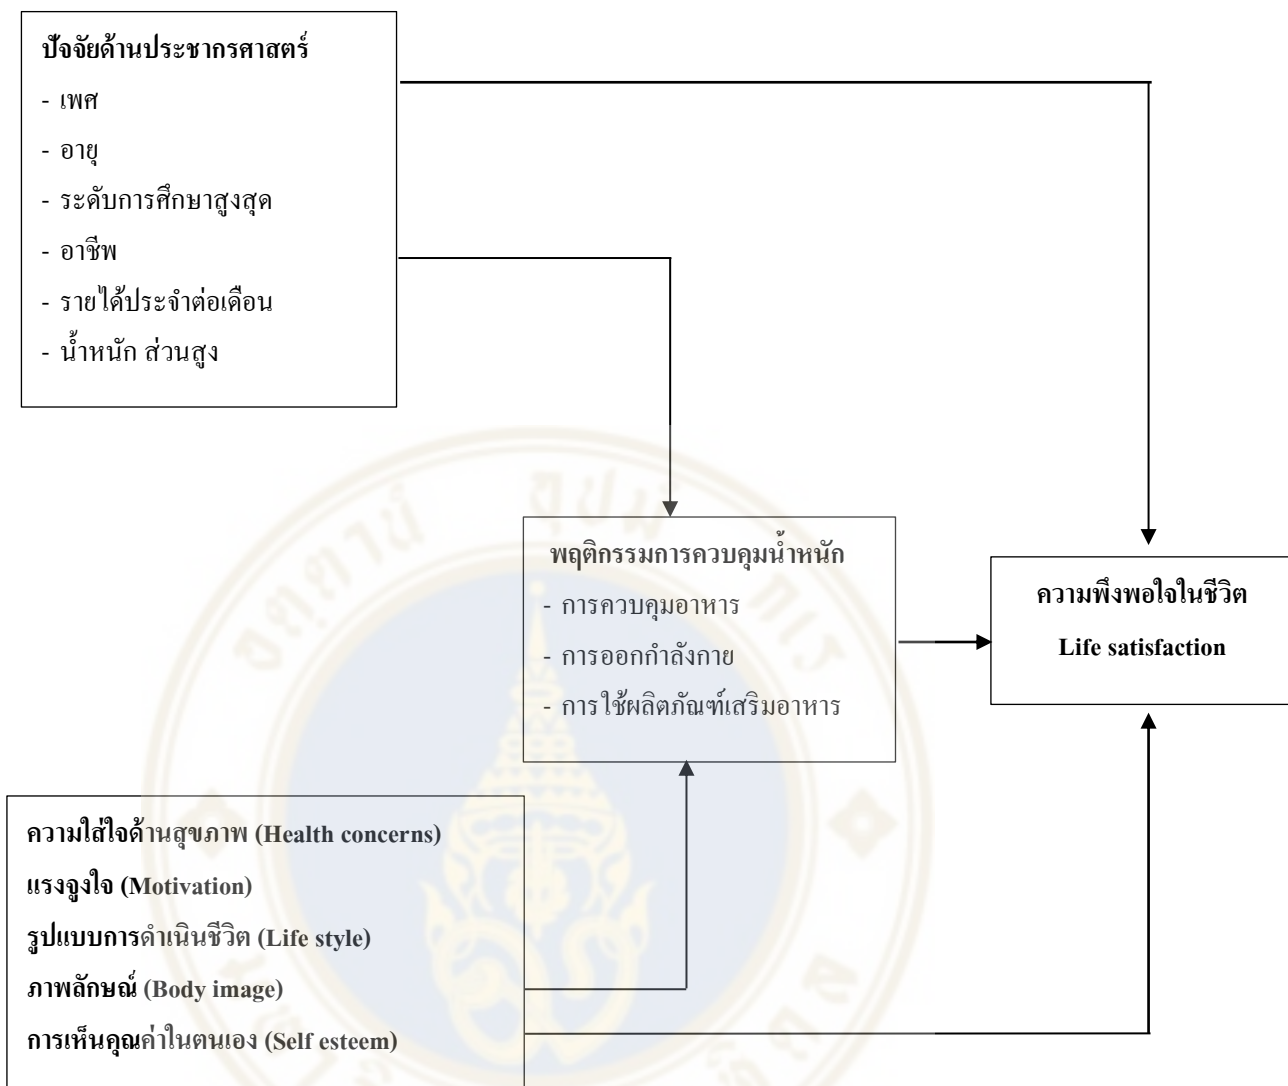 ปัจจัยด้านประชากรศาสตร์
- เพศ
- อายุ
- ระดับการศึกษาสูงสุด
- อาชีพ
- รายได้ประจำต่อเดือน
- น้ำหนัก ส่วนสูง
พฤติกรรมการควบคุมน้ำหนัก
- การควบคุมอาหาร
- การออกกำลังกาย
- การใช้ผลิตภัณฑ์เสริมอาหาร
ความพึงพอใจในชีวิต
Life satisfaction
ความใส่ใจด้านสุขภาพ (Health concerns)
แรงจูงใจ (Motivation)
รูปแบบการดำเนินชีวิต (Life style)
ภาพลักษณ์ (Body image)
การเห็นคุณค่าในตนเอง (Self esteem)